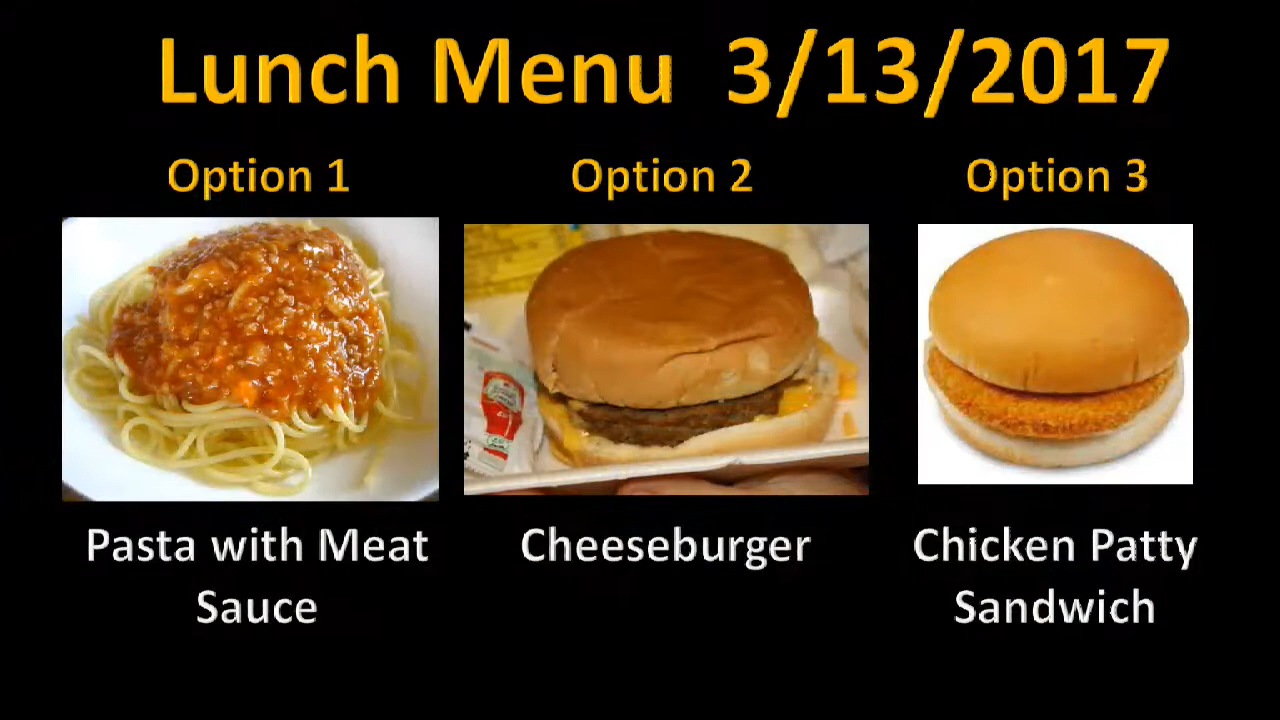 Lunch Menu 3/13/2017
Option 1
Option 2
Option 3
Pasta with Meat
Sauce
Cheeseburger
Chicken Patty
Sandwich